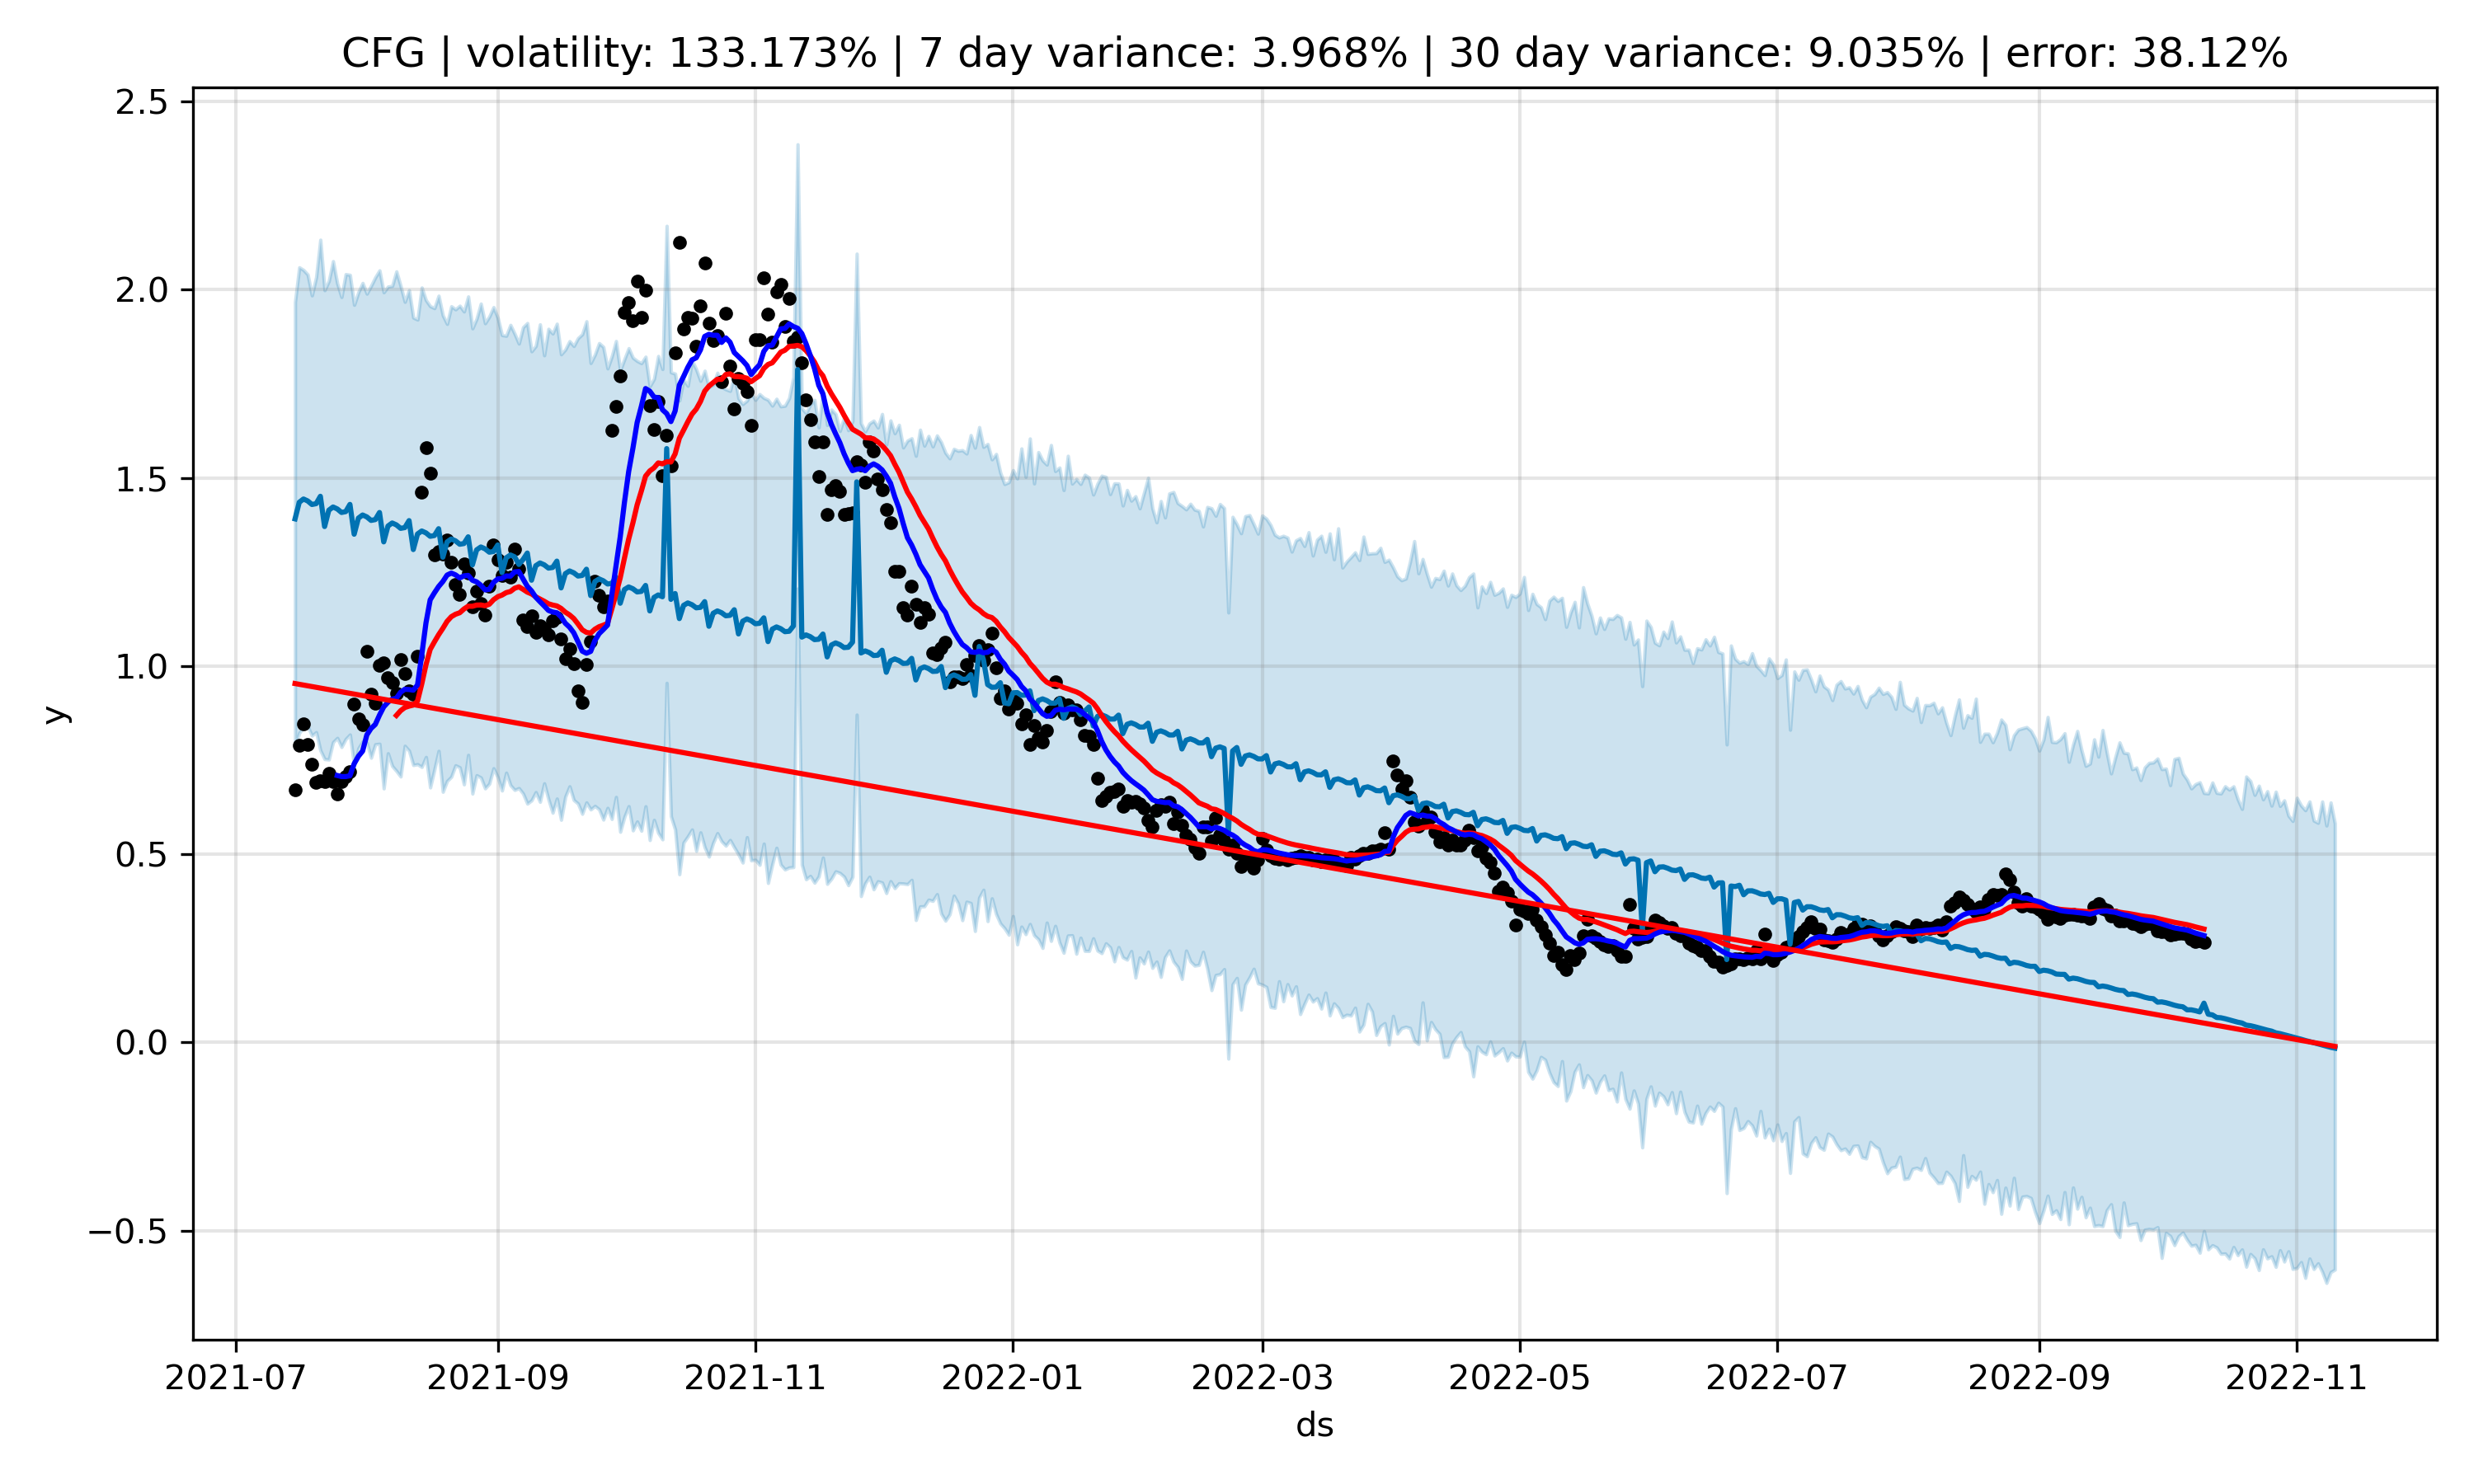 CFG | volatility: 133.173% | 7 day variance: 3.968% | 30 day variance: 9.035% | error: 38.12%
2.5
2.0
1.5
1.0
0.5
0.0
−0.5
y
2021-07 2021-09 2021-11 2022-01 2022-03 2022-05 2022-07 2022-09 2022-11
ds